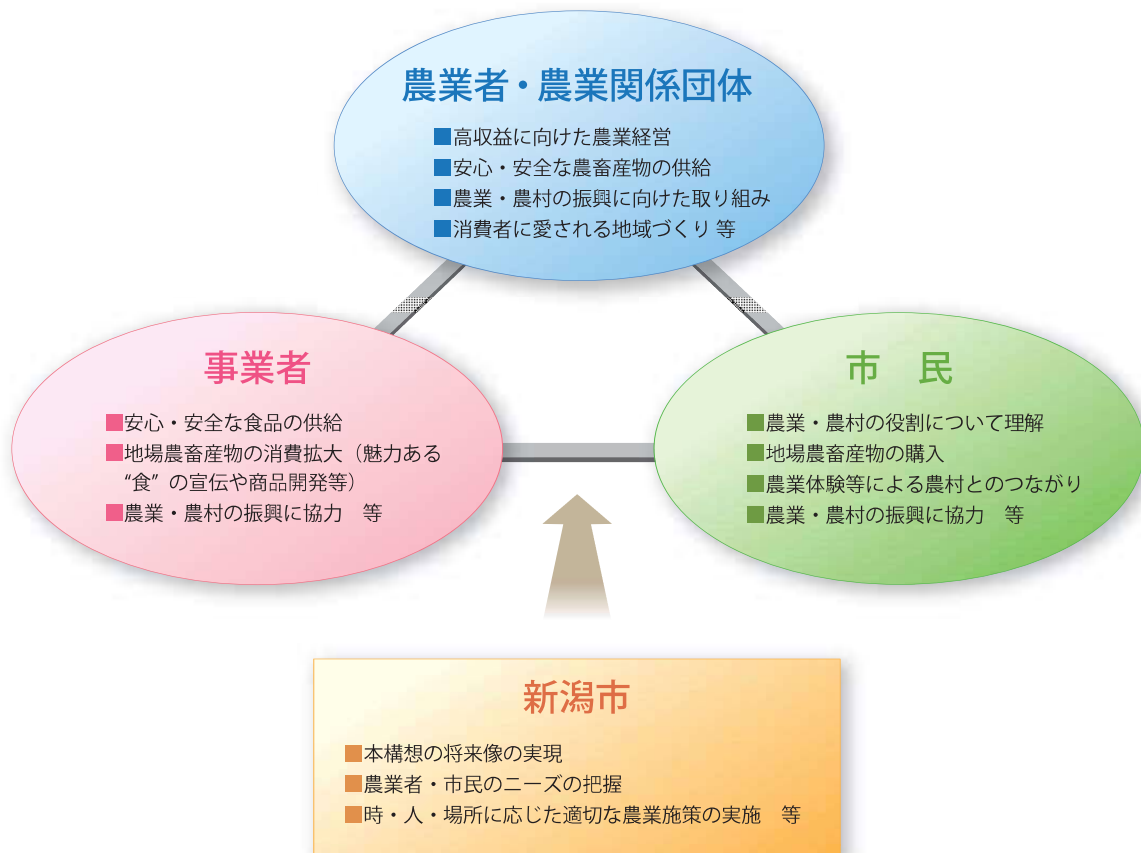 農業者・農業関係団体
■高収益に向けた農業経営
■安心・安全な農畜産物の供給
■農業・農村の振興に向けた取り組み
■消費者に愛される地域づくり 等
事業者
■安心・安全な食品の供給
■地場農畜産物の消費拡大（魅力ある
“食”の宣伝や商品開発等）
■農業・農村の振興に協力　等
市　民
■農業・農村の役割について理解
■地場農畜産物の購入
■農業体験等による農村とのつながり
■農業・農村の振興に協力　等
新潟市
■本構想の将来像の実現
■農業者・市民のニーズの把握
■時・人・場所に応じた適切な農業施策の実施　等